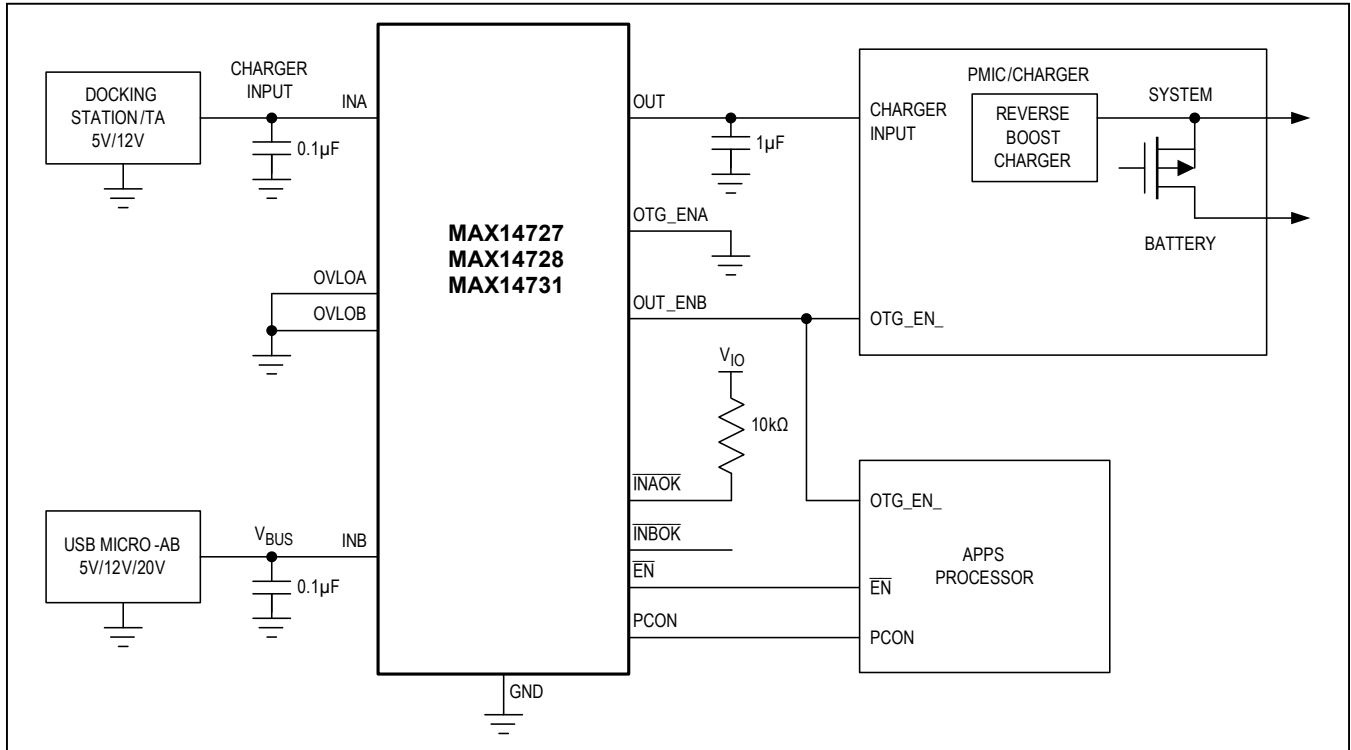 DOCKING
STATION/TA
5V/12V
CHARGER
INPUT
INA
0.1µF
OVLOA
OVLOB
USB MICRO-AB
5V/12V/20V
VBUS
INB
0.1µF
MAX14727
MAX14728
MAX14731
GND
OUT
1µF
OTG_ENA
OUT_ENB
VIO
10kΩ
INAOK
INBOK
EN
PCON
PMIC/CHARGER
CHARGER
INPUT
REVERSE
BOOST
CHARGER
SYSTEM
BATTERY
OTG_EN_
OTG_EN_
APPS
PROCESSOR
EN
PCON